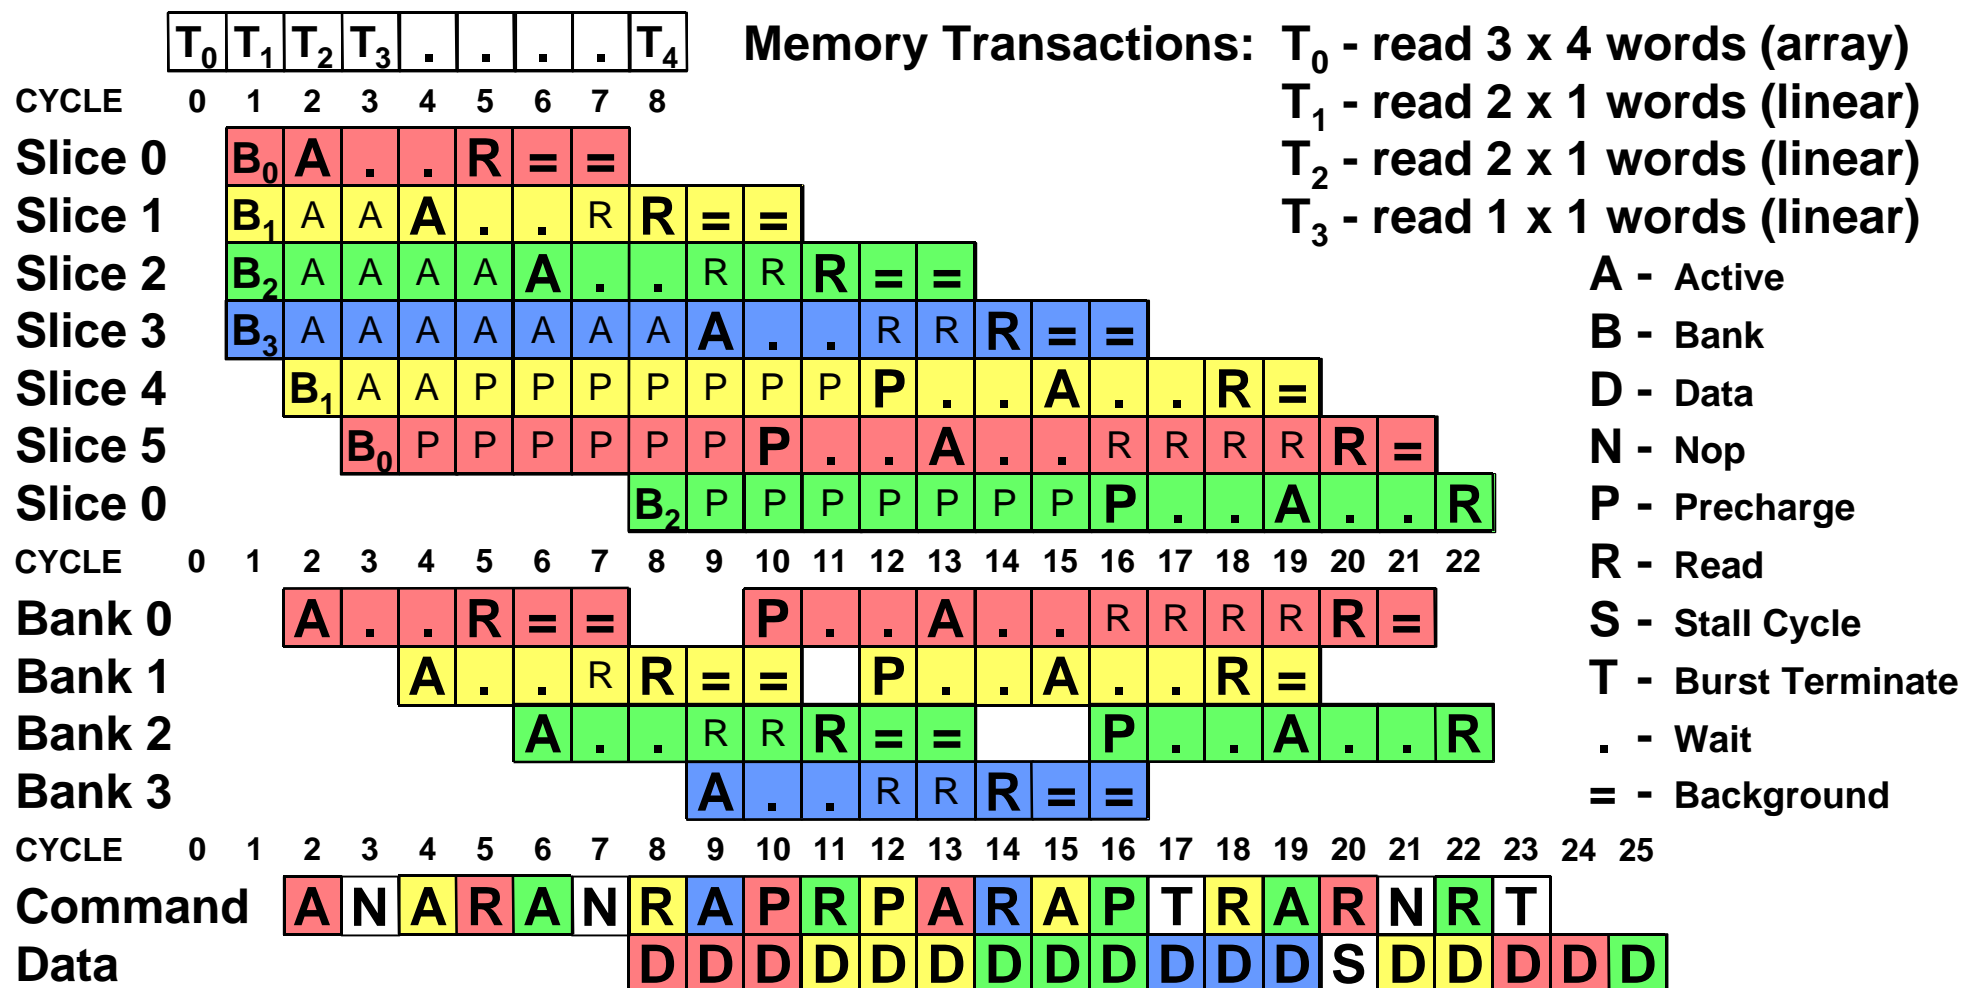 T0 T1 T2 T3 . . . . T4 Memory Transactions: T0 - read 3 x 4 words (array)
CYCLE 0 1 2 3 4 5 6 7 8 T1 - read 2 x 1 words (linear)
Slice 0 B0 A . . R = = T2 - read 2 x 1 words (linear)
Slice 1 B1 A A A . . R R = = T3 - read 1 x 1 words (linear)
Slice 2 B2 A A A A A . . R R R = = A - Active
Slice 3 B3 A A A A A A A A . . R R R = = B - Bank
Slice 4 B1 A A P P P P P P P P P . . A . . R = D - Data
Slice 5 B0 P P P P P P P . . A . . R R R R R = N - Nop
Slice 0 B2 P P P P P P P P . . A . . R P - Precharge
CYCLE 0 1 2 3 4 5 6 7 8 9 10 11 12 13 14 15 16 17 18 19 20 21 22 R - Read
Bank 0 A . . R = = P . . A . . R R R R R = S - Stall Cycle
Bank 1 A . . R R = = P . . A . . R = T - Burst Terminate
Bank 2 A . . R R R = = P . . A . . R . - Wait
Bank 3 A . . R R R = = = - Background
CYCLE 0 1 2 3 4 5 6 7 8 9 10 11 12 13 14 15 16 17 18 19 20 21 22 23 24 25
Command A N A R A N R A P R P A R A P T R A R N R T
Data D D D D D D D D D D D D S D D D D D